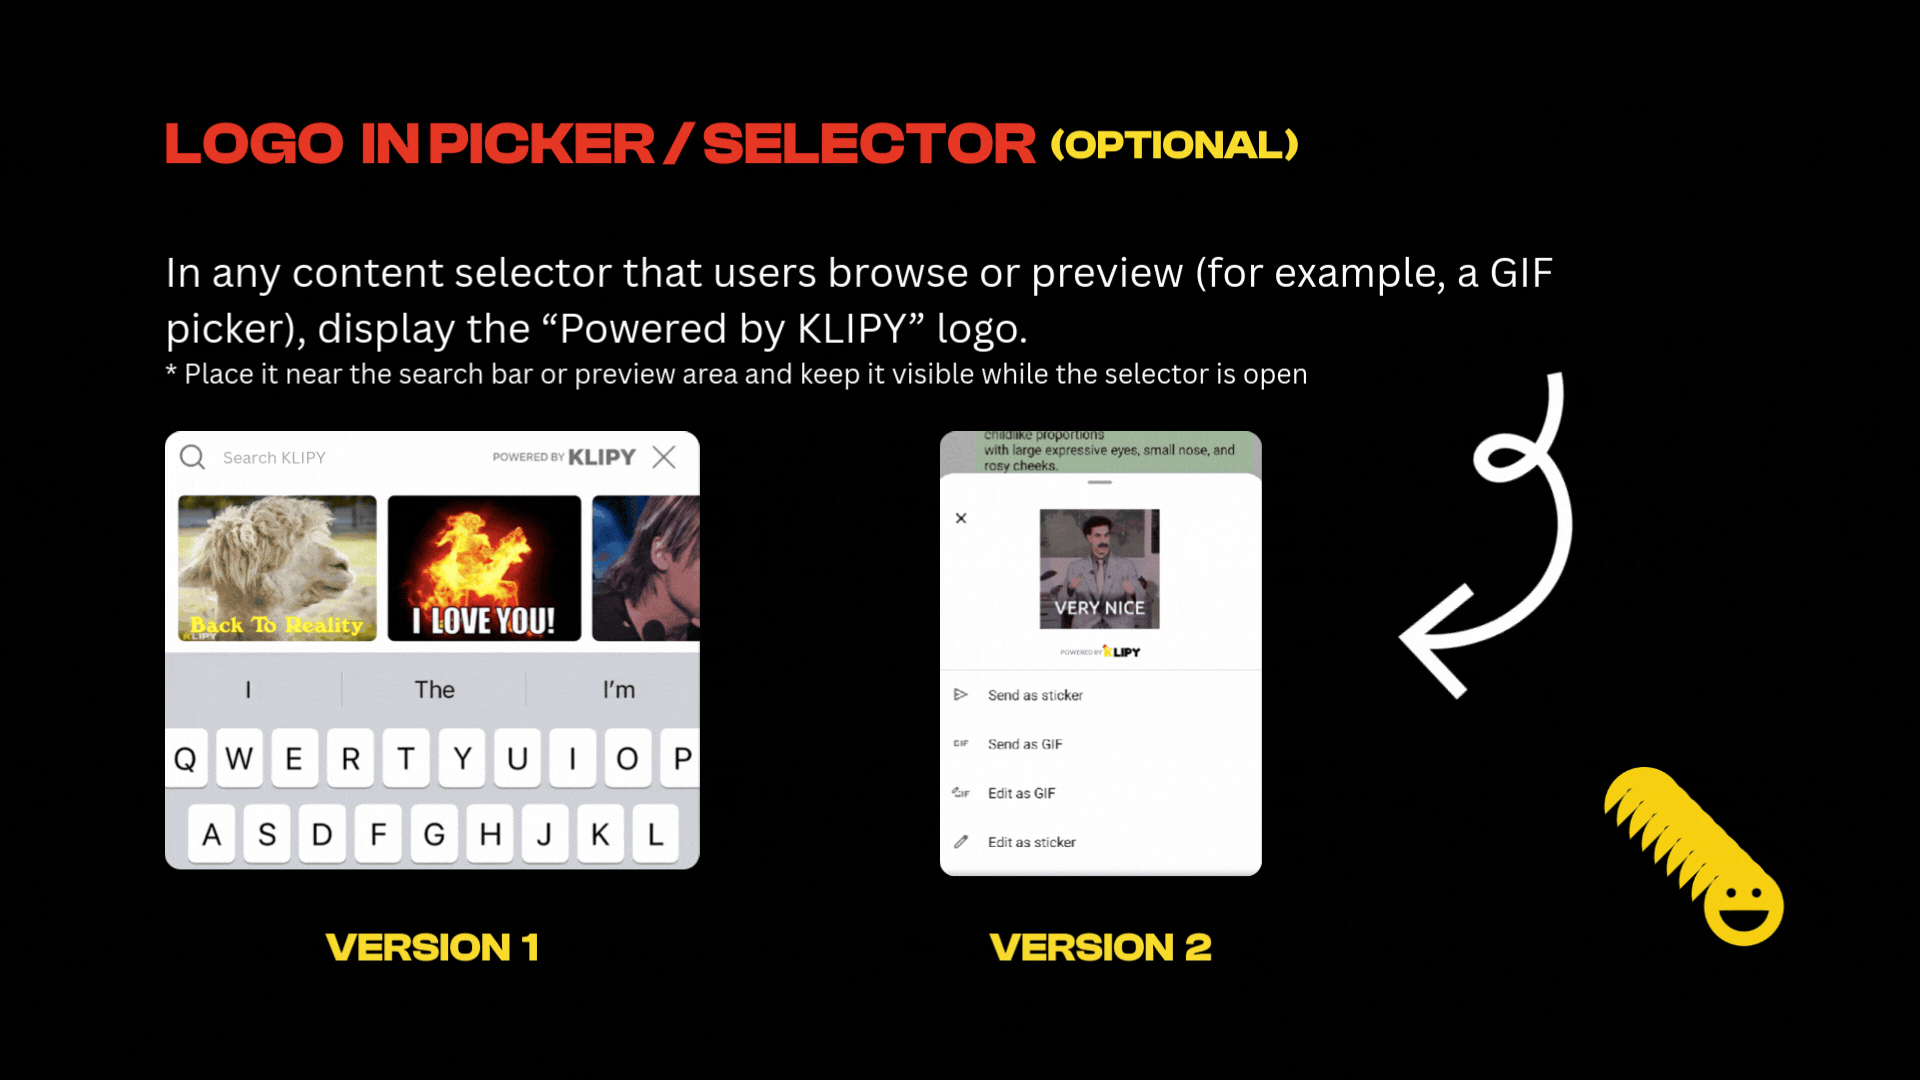 LOGO IN PICKER / SELECTOR (OPTIONAL)
In any content selector that users browse or preview (for example, a GIF
picker), display the “Powered by KLIPY” logo.
* Place it near the search bar or preview area and keep it visible while the selector is open
Search KLIPY
POWERED BY KLIPY
Back To Reality
KLIPY
I LOVE YOU!
I The I’m
Q W E R T Y U I O P
A S D F G H J K L
VERSION 1
childlike proportions
with large expressive eyes, small nose, and
rosy cheeks.
VERY NICE
POWERED BY KLIPY
Send as sticker
GIF Send as GIF
GIF Edit as GIF
Edit as sticker
VERSION 2